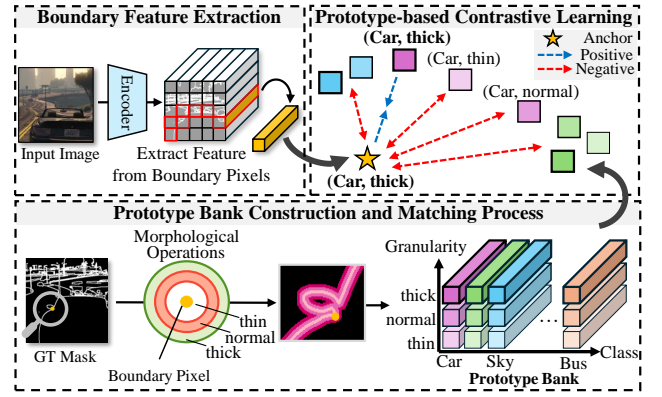 Boundary Feature Extraction
Encoder
Input Image
Extract Feature
from Boundary Pixels
Prototype-based Contrastive Learning
(Car, thick)
Anchor
Positive
Negative
(Car, thin)
(Car, normal)
(Car, thick)
Prototype Bank Construction and Matching Process
Morphological
Operations
GT Mask
thin
normal
thick
Boundary Pixel
Granularity
thick
normal
thin
...
Car
Sky
Bus
Class
Prototype Bank